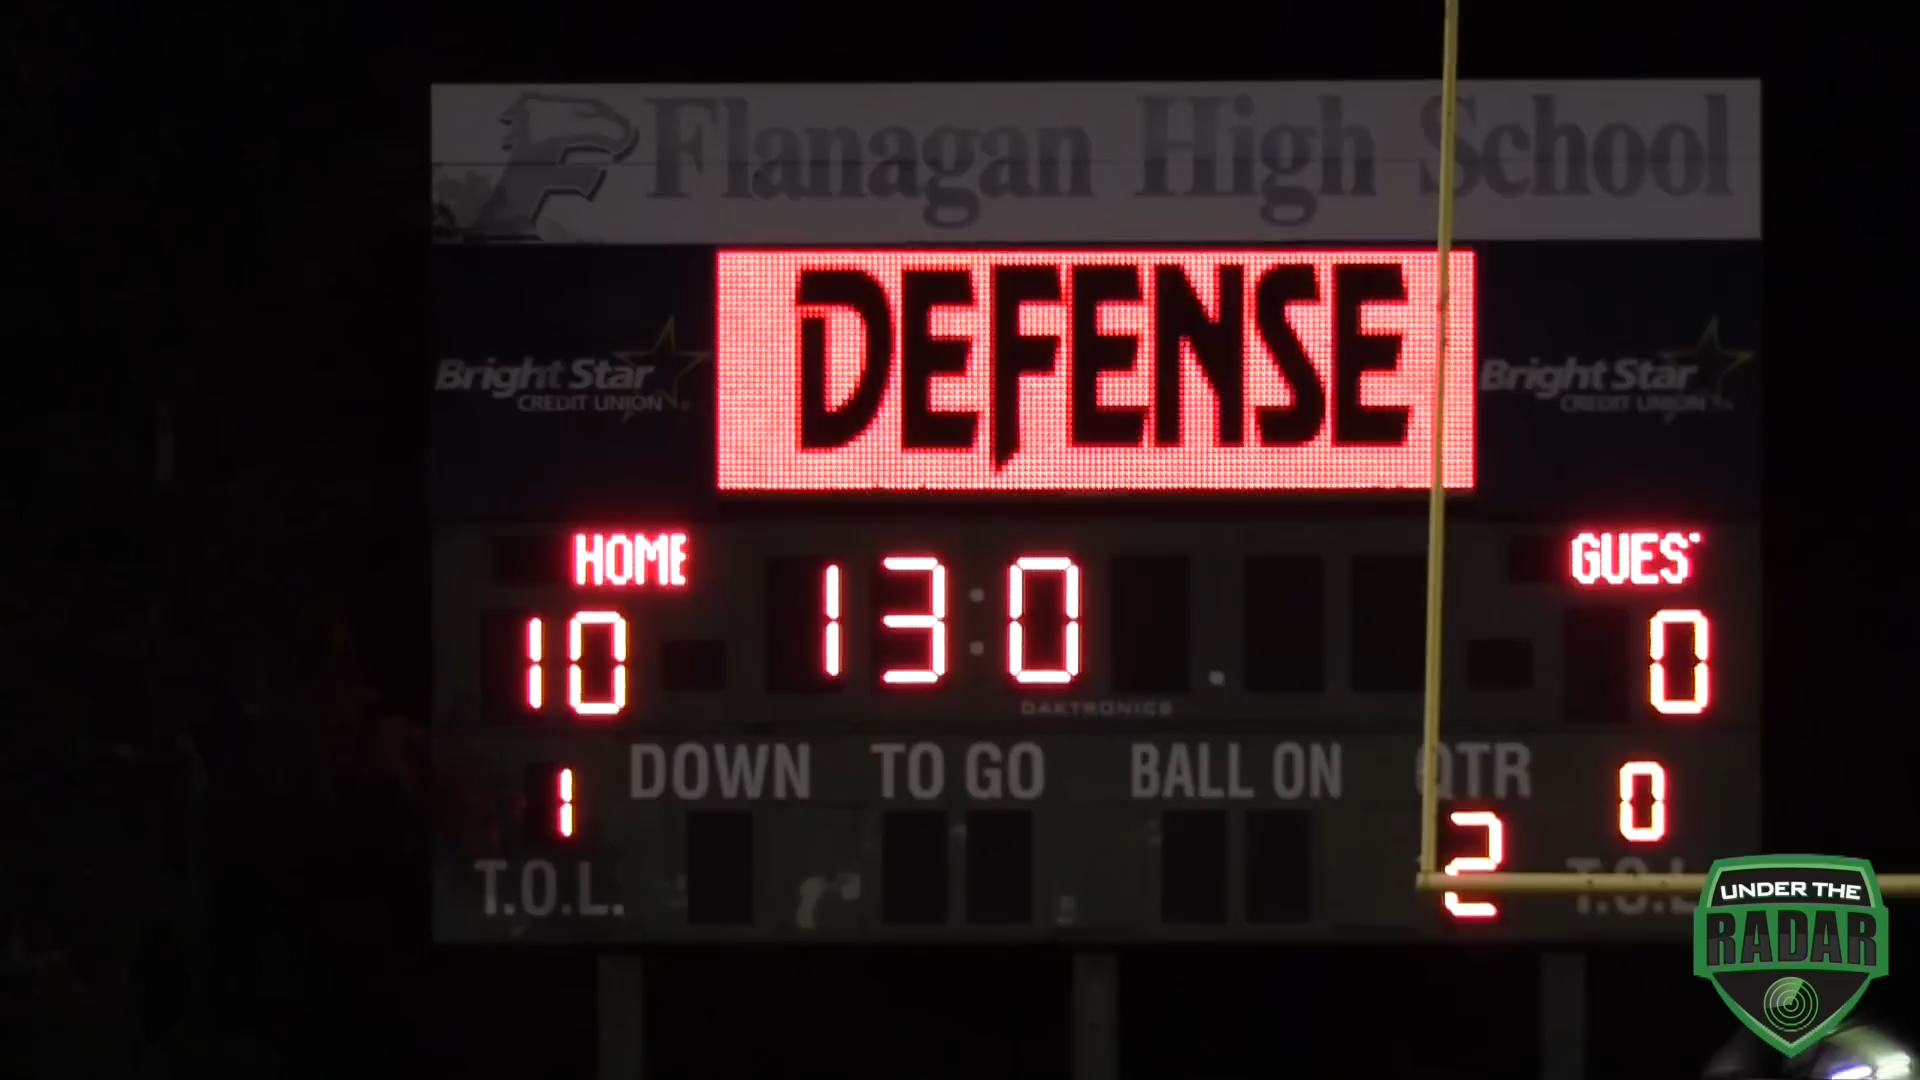 Flanagan High School
DEFENSE
Bright Star
CREDIT UNION
Bright Star
CREDIT UNION
HOME
13:0
GUEST
10
0
DAKTRONICS
DOWN
TO GO
BALL ON
QTR
1
0
2
T.O.L.
T.O.L
UNDER THE
RADAR